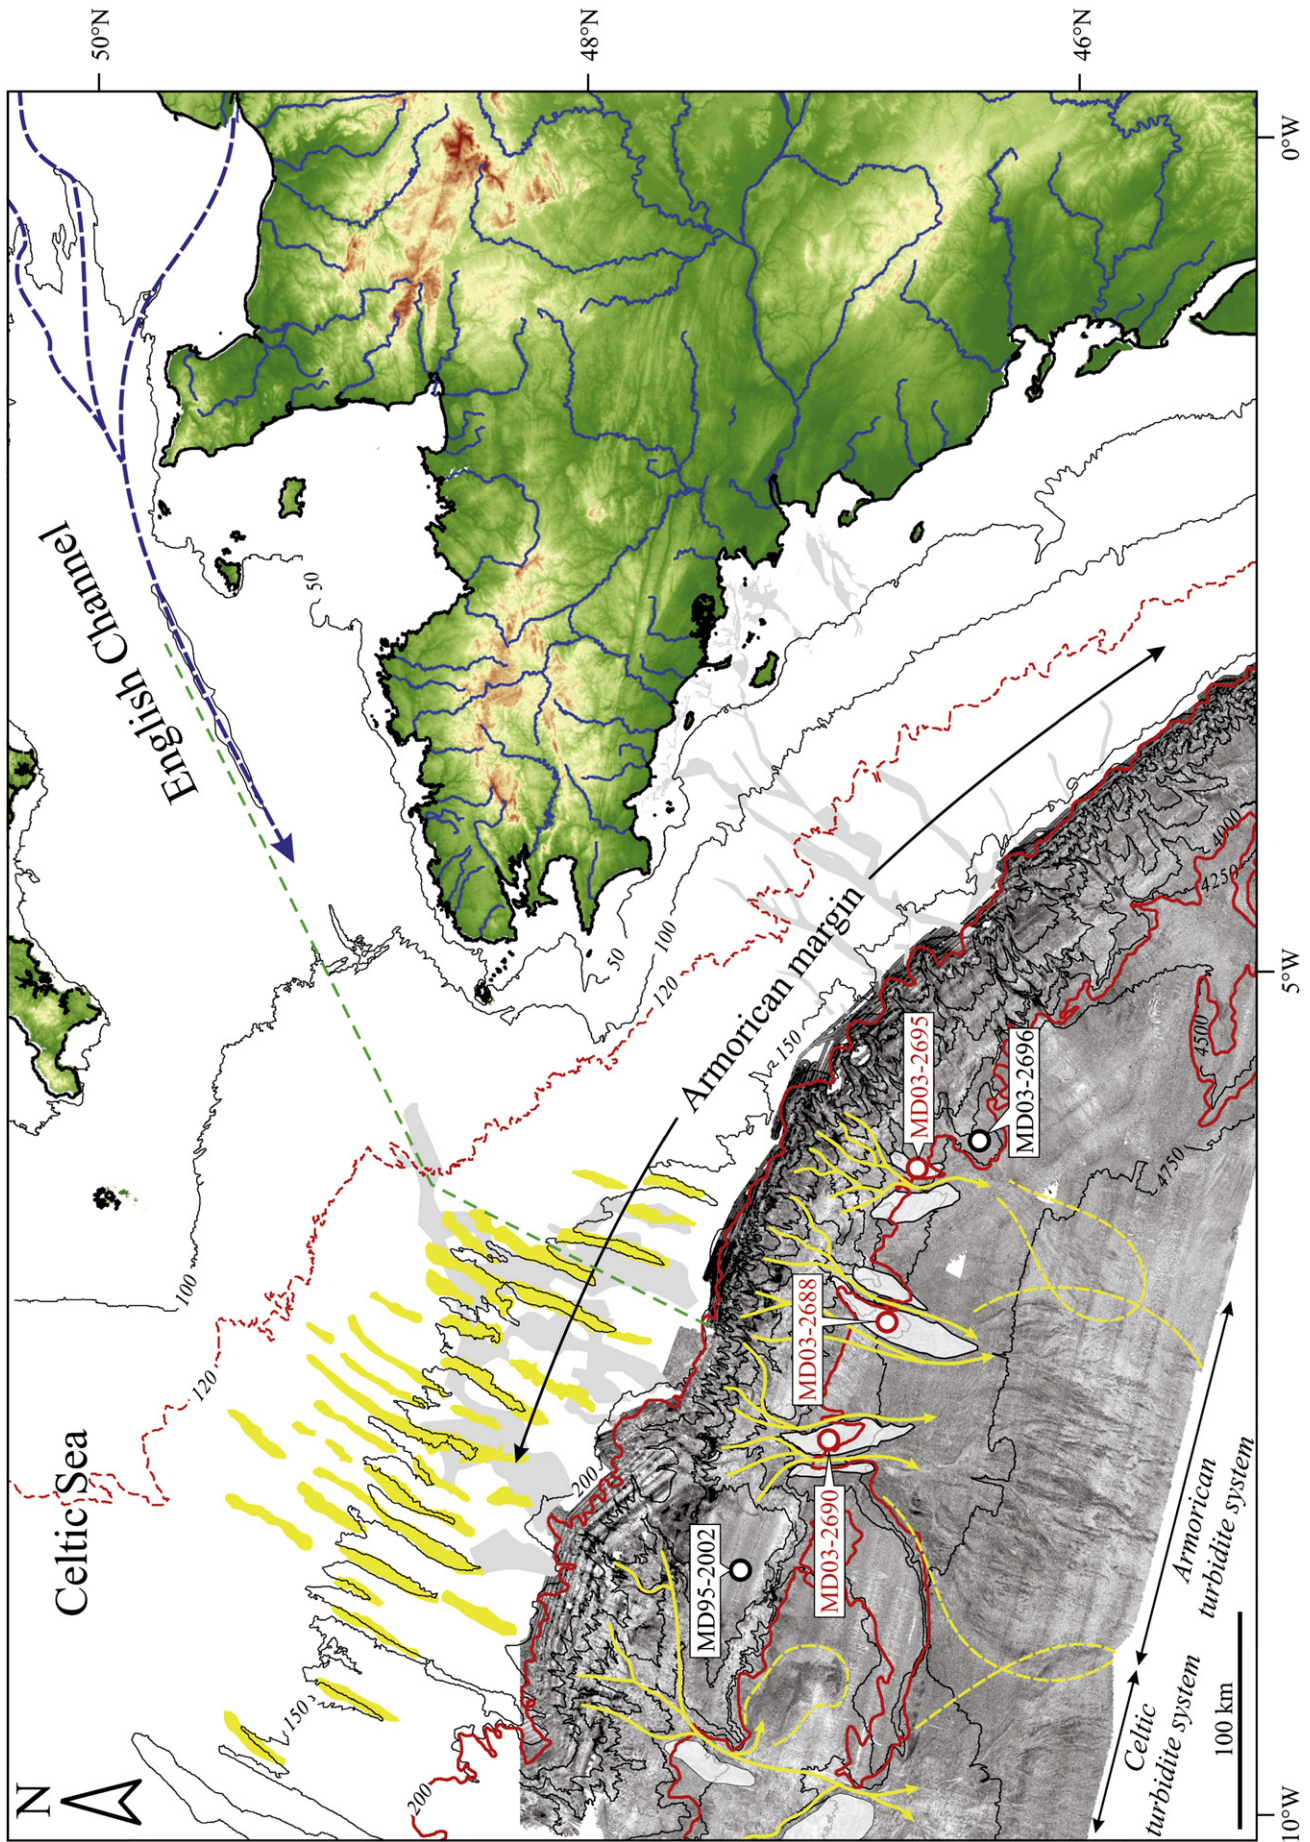 N
Celtic Sea
English Channel
Armorican margin
50°N
48°N
46°N
0°W
5°W
10°W
50
50
100
100
120
120
150
150
200
200
4000
4250
4500
4750
MD95-2002
MD03-2690
MD03-2688
MD03-2695
MD03-2696
Celtic
turbidite system
Armorican
turbidite system
100 km